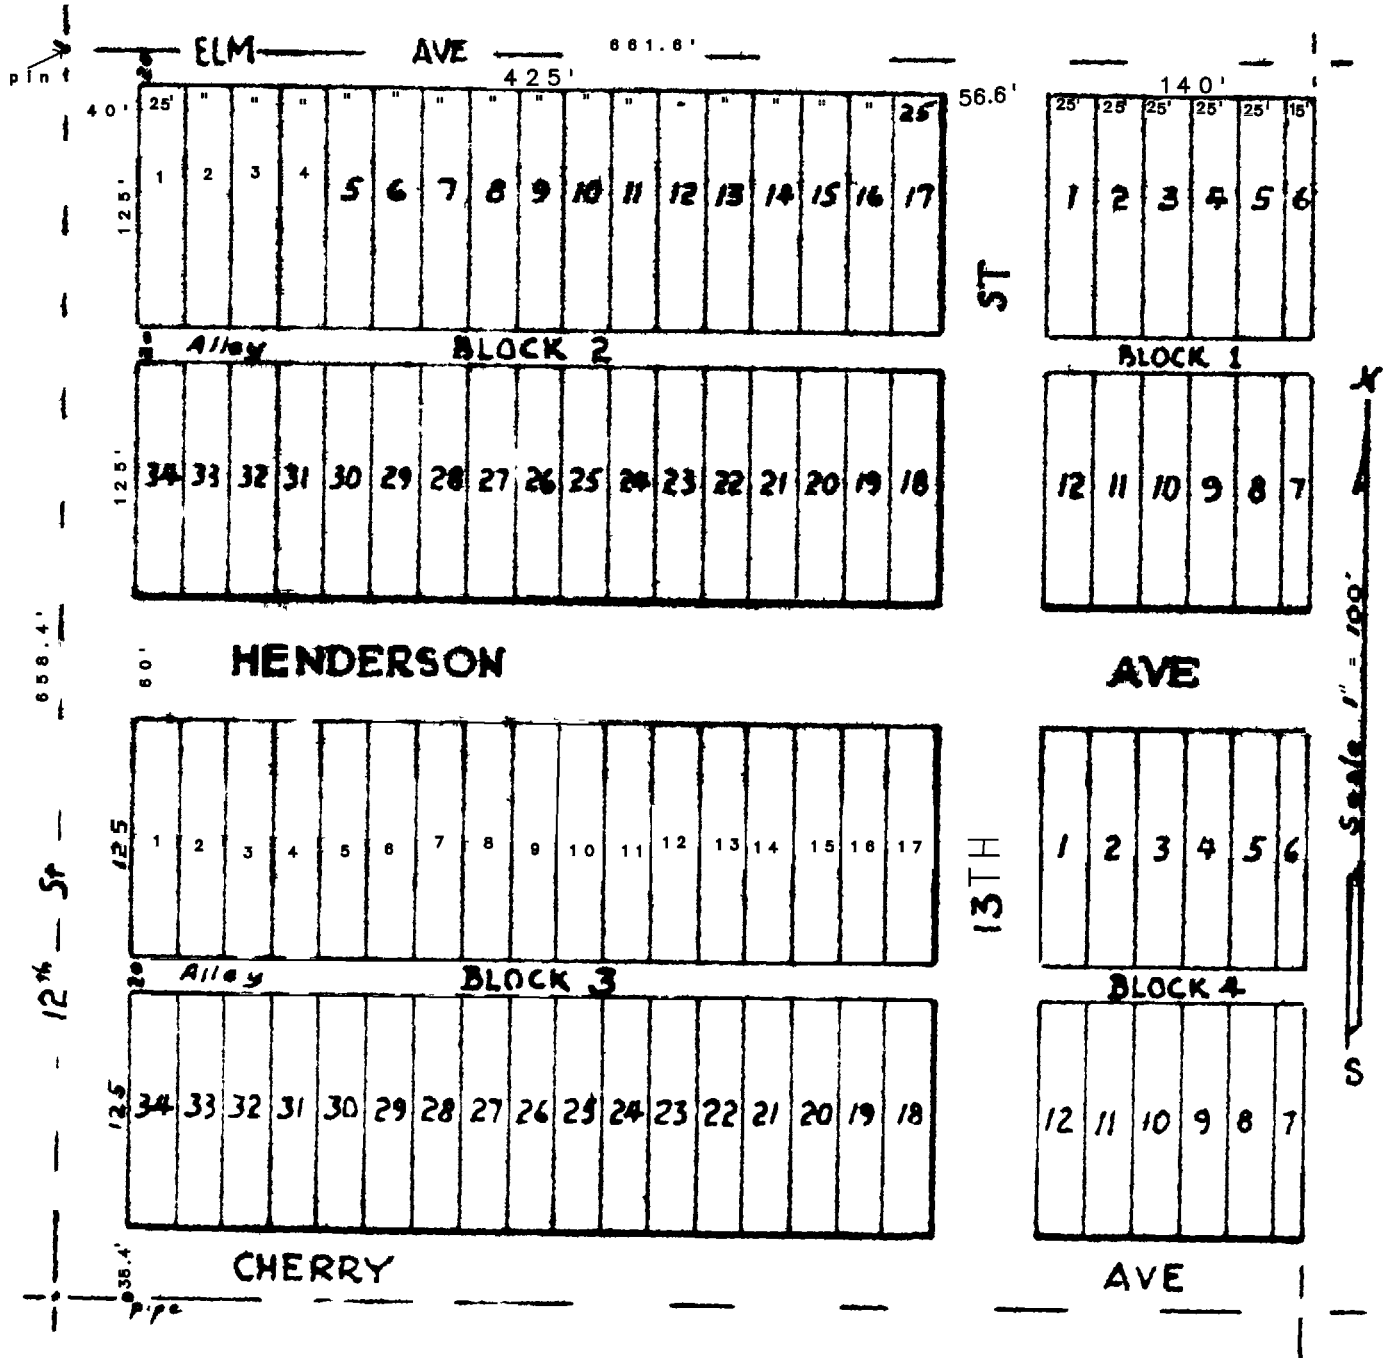 ELM AVE 661.6'
pin 20 425' 140'
40' 25' " " " " " " " " " " " " " " " 25 56.6' 25' 25' 25' 25' 25' 15'
125' 1 2 3 4 5 6 7 8 9 10 11 12 13 14 15 16 17 1 2 3 4 5 6
ST
20 Alley BLOCK 2 BLOCK 1
125' 34 33 32 31 30 29 28 27 26 25 24 23 22 21 20 19 18 12 11 10 9 8 7
658.4' 60' HENDERSON AVE
Scale 1" = 100'
125 1 2 3 4 5 6 7 8 9 10 11 12 13 14 15 16 17 1 2 3 4 5 6
12th St 13TH
20 Alley BLOCK 3 BLOCK 4
S
125 34 33 32 31 30 29 28 27 26 25 24 23 22 21 20 19 18 12 11 10 9 8 7
38.4' CHERRY AVE
pipe